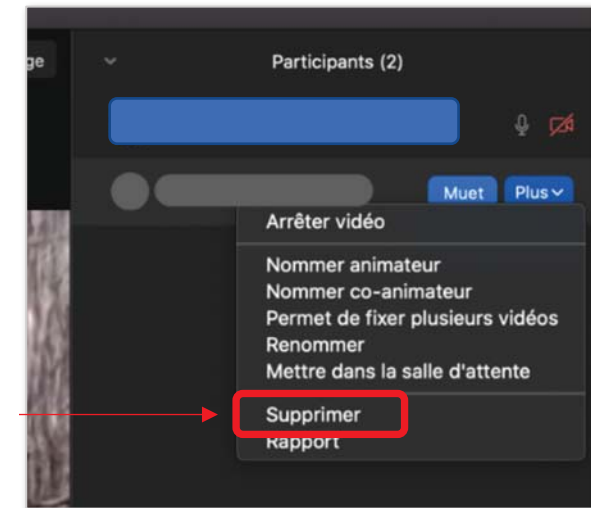 ge
Participants (2)
Muet Plus
Arrêter vidéo
Nommer animateur
Nommer co-animateur
Permet de fixer plusieurs vidéos
Renommer
Mettre dans la salle d'attente
Supprimer
Rapport